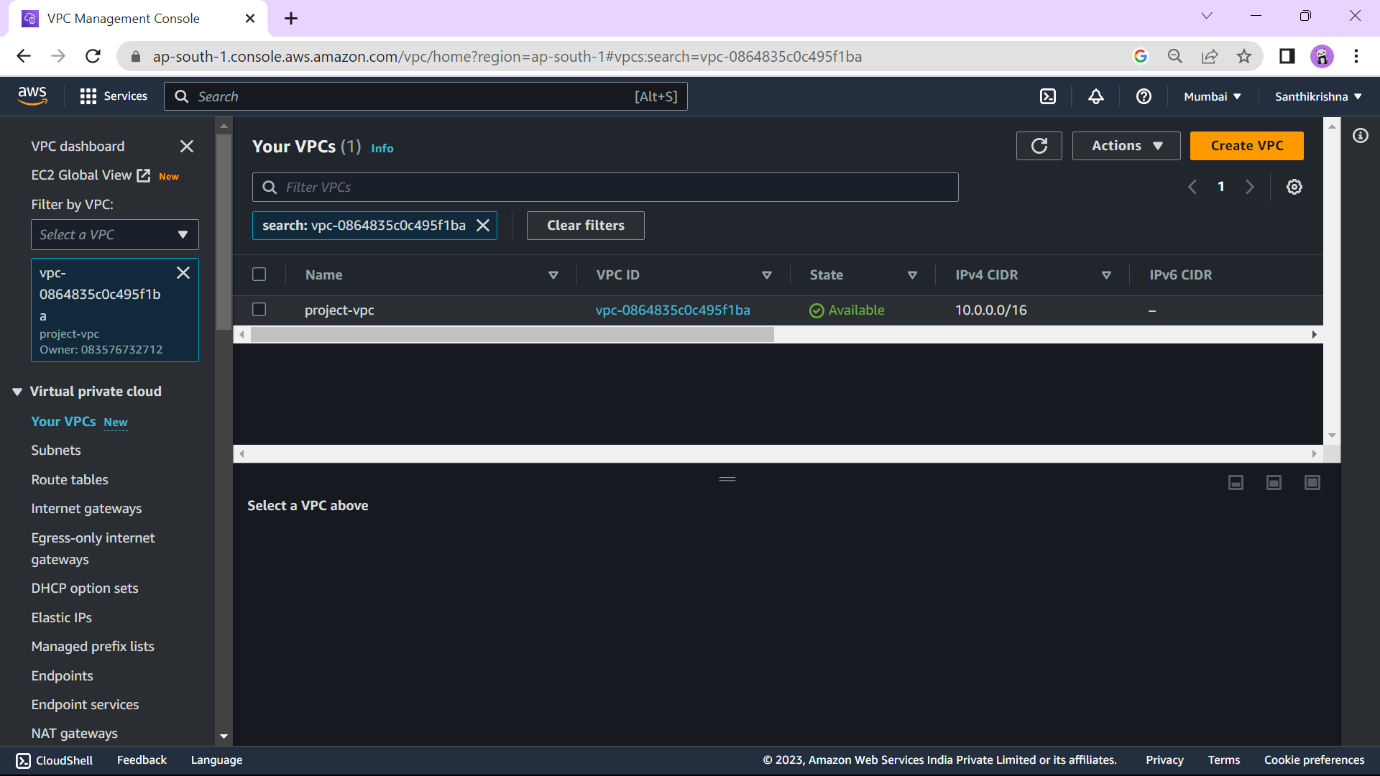 VPC Management Console
ap-south-1.console.aws.amazon.com/vpc/home?region=ap-south-1#vpcs:search=vpc-0864835c0c495f1ba
aws Services Search [Alt+S] Mumbai Santhikrishna
VPC dashboard
EC2 Global View New
Filter by VPC:
Select a VPC
vpc-
0864835c0c495f1b
a
project-vpc
Owner: 083576732712
Virtual private cloud
Your VPCs New
Subnets
Route tables
Internet gateways
Egress-only internet
gateways
DHCP option sets
Elastic IPs
Managed prefix lists
Endpoints
Endpoint services
NAT gateways
Your VPCs (1) Info
Actions
Create VPC
Filter VPCs
1
search: vpc-0864835c0c495f1ba
Clear filters
Name VPC ID State IPv4 CIDR IPv6 CIDR
project-vpc vpc-0864835c0c495f1ba Available 10.0.0.0/16 –
Select a VPC above
CloudShell Feedback Language © 2023, Amazon Web Services India Private Limited or its affiliates. Privacy Terms Cookie preferences